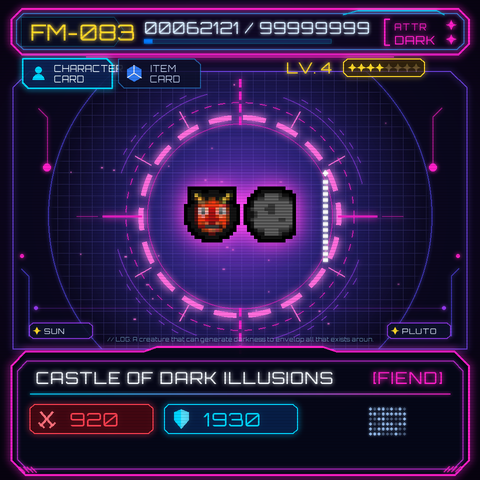 FM-083
00062121 / 99999999
ATTR
DARK
CHARACTER
CARD
ITEM
CARD
LV.4
SUN
PLUTO
// LOG: A creature that can generate darkness to envelop all that exists aroun
CASTLE OF DARK ILLUSIONS
[FIEND]
920
1930